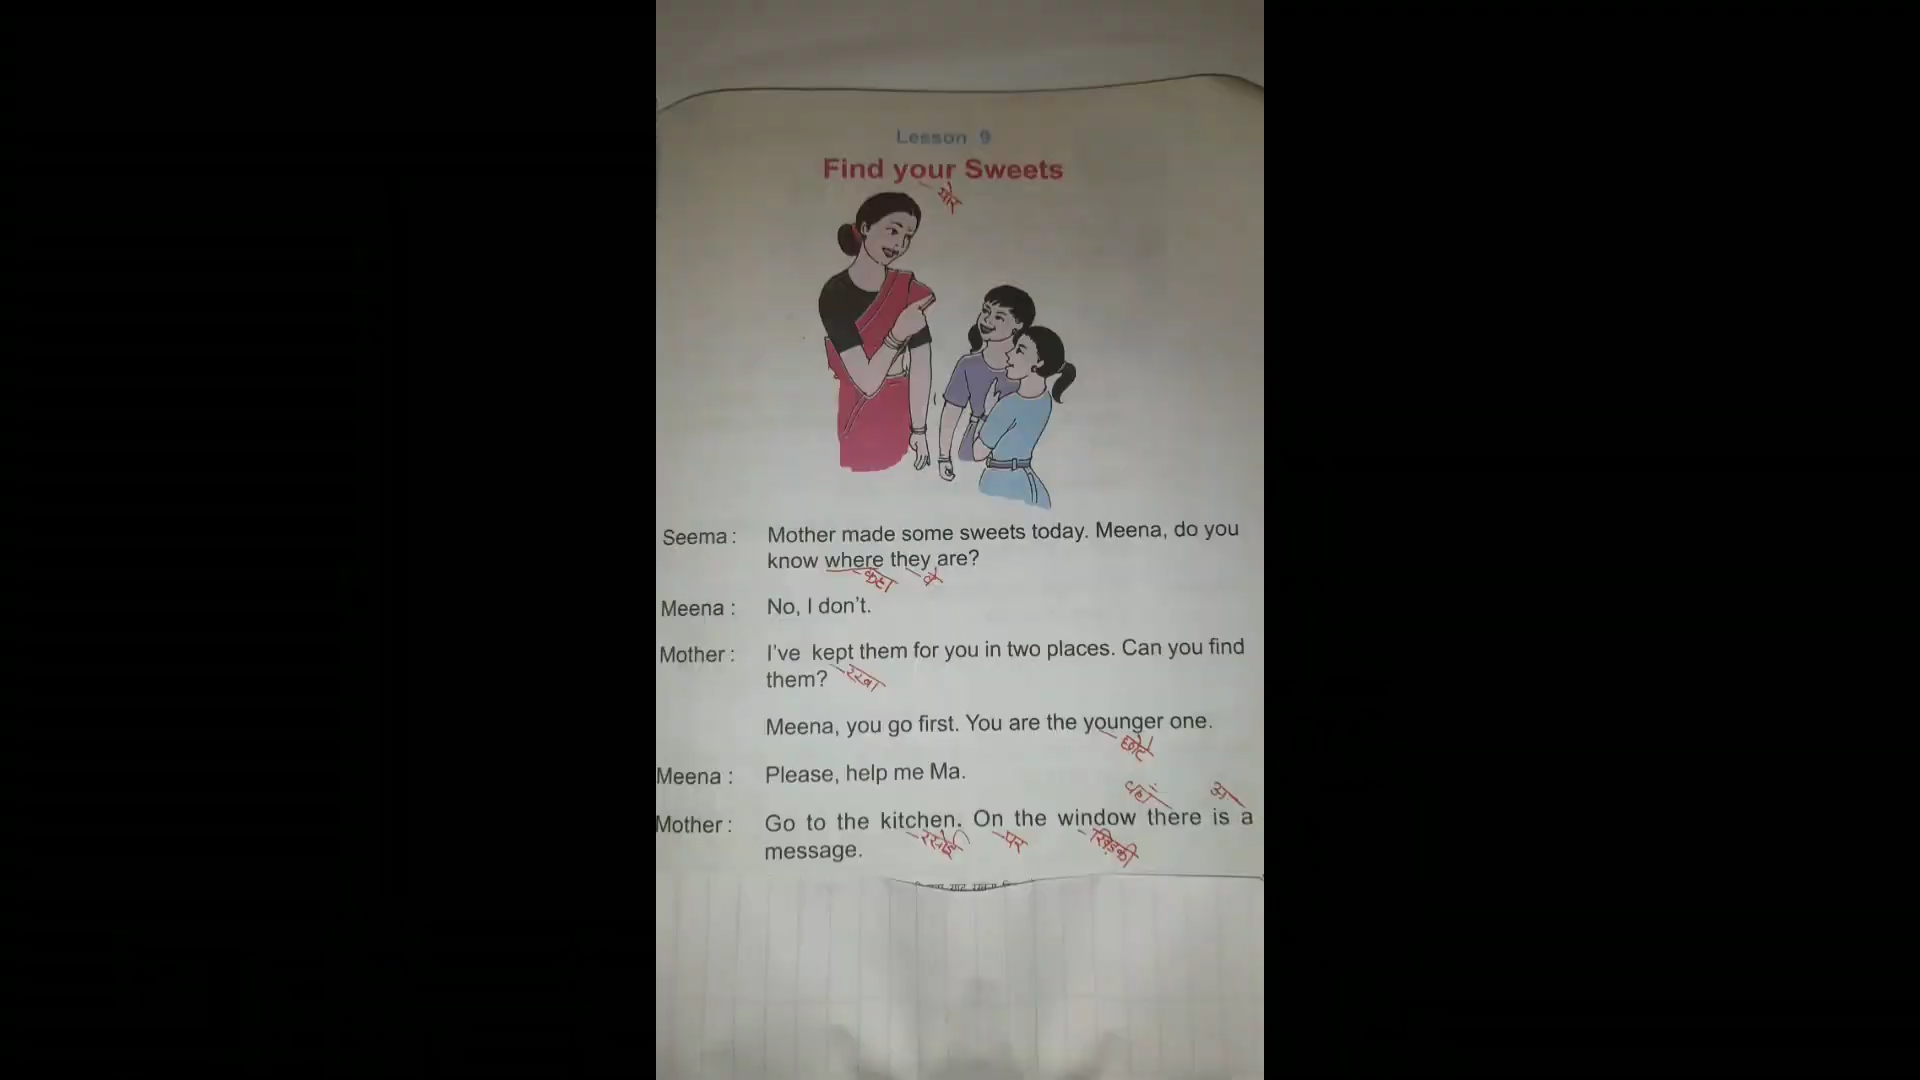 Lesson 9
Find your Sweets
योर
Seema : Mother made some sweets today. Meena, do you
know where they are?
कहा वे
Meena : No, I don't.
Mother : I've kept them for you in two places. Can you find
them? रखा
Meena, you go first. You are the younger one.
छोटे
Meena : Please, help me Ma.
वहाँ अ
Mother : Go to the kitchen. On the window there is a
message. रसोई पर खिड़की